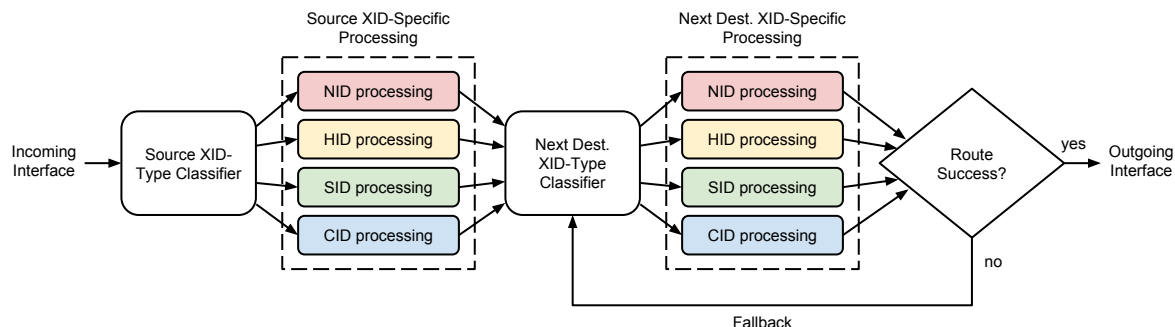 Source XID-Specific
Processing
Next Dest. XID-Specific
Processing
Incoming
Interface
Source XID-
Type Classifier
NID processing
HID processing
SID processing
CID processing
Next Dest.
XID-Type
Classifier
NID processing
HID processing
SID processing
CID processing
Route
Success?
yes
Outgoing
Interface
no
Fallback